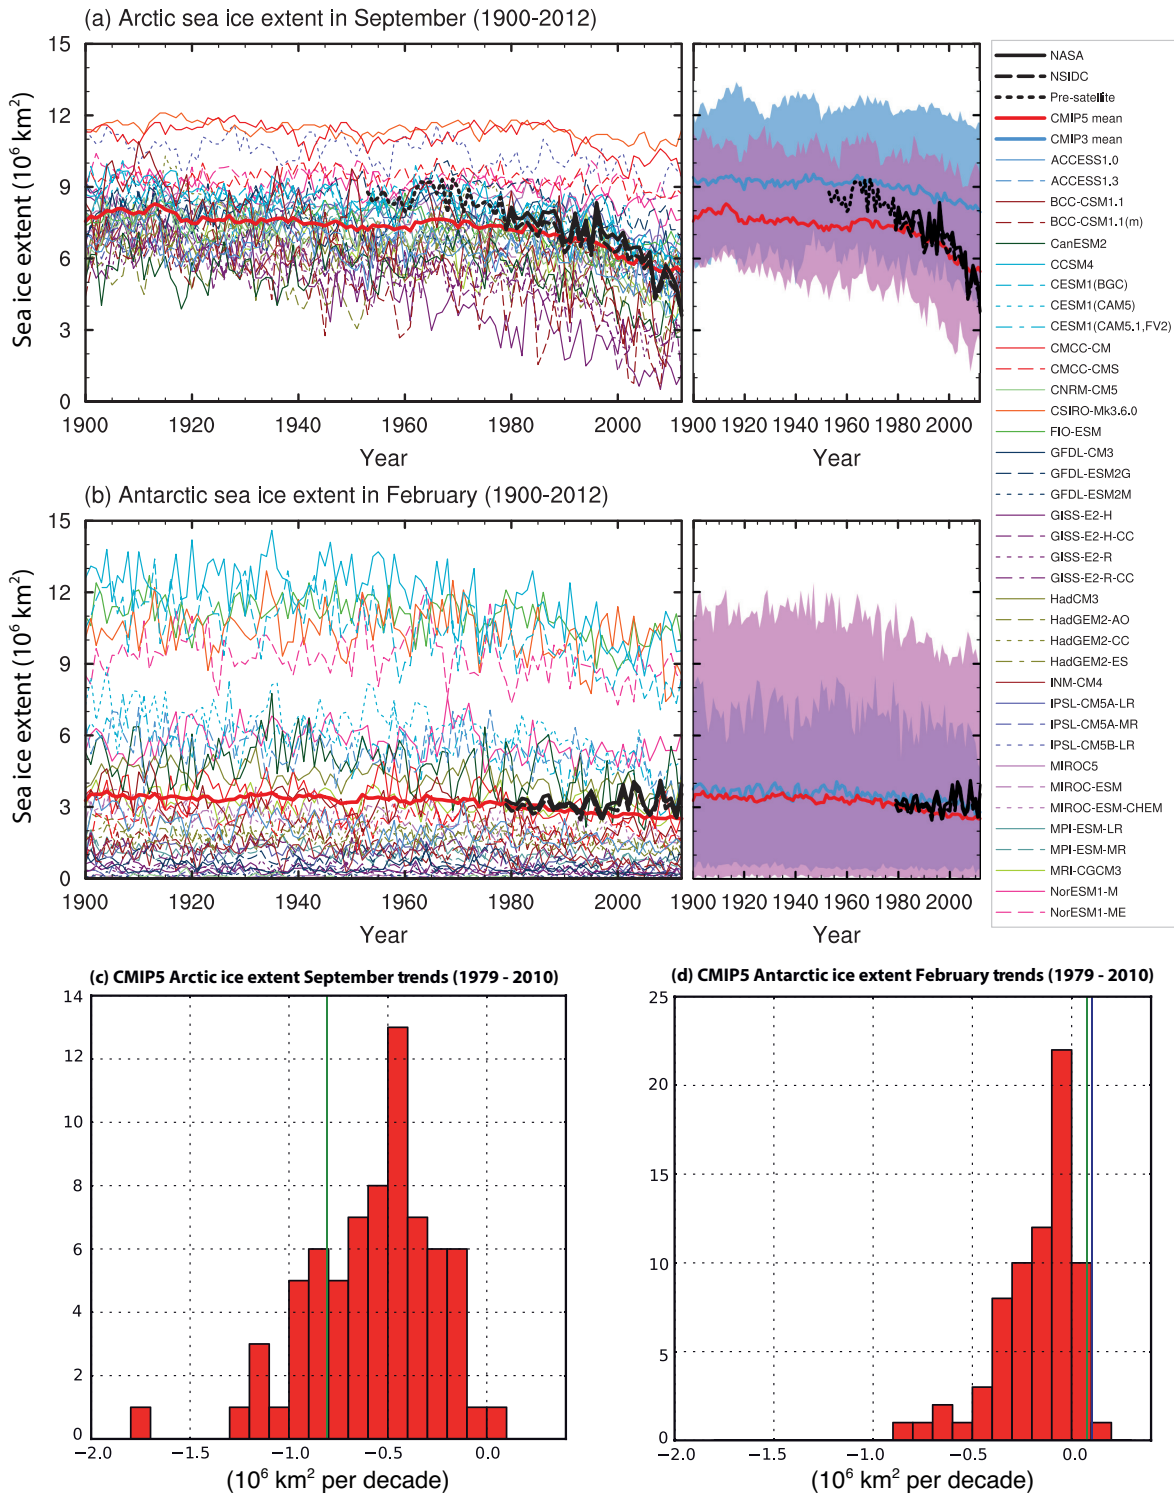 (a) Arctic sea ice extent in September (1900-2012)
Sea ice extent (10⁶ km²)
15
12
9
6
3
0
1900 1920 1940 1960 1980 2000
Year
1900 1920 1940 1960 1980 2000
Year
NASA
NSIDC
Pre-satellite
CMIP5 mean
CMIP3 mean
ACCESS1.0
ACCESS1.3
BCC-CSM1.1
BCC-CSM1.1(m)
CanESM2
CCSM4
CESM1(BGC)
CESM1(CAM5)
CESM1(CAM5.1,FV2)
CMCC-CM
CMCC-CMS
CNRM-CM5
CSIRO-Mk3.6.0
FIO-ESM
GFDL-CM3
GFDL-ESM2G
GFDL-ESM2M
GISS-E2-H
GISS-E2-H-CC
GISS-E2-R
GISS-E2-R-CC
HadCM3
HadGEM2-AO
HadGEM2-CC
HadGEM2-ES
INM-CM4
IPSL-CM5A-LR
IPSL-CM5A-MR
IPSL-CM5B-LR
MIROC5
MIROC-ESM
MIROC-ESM-CHEM
MPI-ESM-LR
MPI-ESM-MR
MRI-CGCM3
NorESM1-M
NorESM1-ME
(b) Antarctic sea ice extent in February (1900-2012)
Sea ice extent (10⁶ km²)
15
12
9
6
3
0
1900 1920 1940 1960 1980 2000
Year
1900 1920 1940 1960 1980 2000
Year
(c) CMIP5 Arctic ice extent September trends (1979 - 2010)
14
12
10
8
6
4
2
0
−2.0 −1.5 −1.0 −0.5 0.0
(10⁶ km² per decade)
(d) CMIP5 Antarctic ice extent February trends (1979 - 2010)
25
20
15
10
5
0
−2.0 −1.5 −1.0 −0.5 0.0
(10⁶ km² per decade)